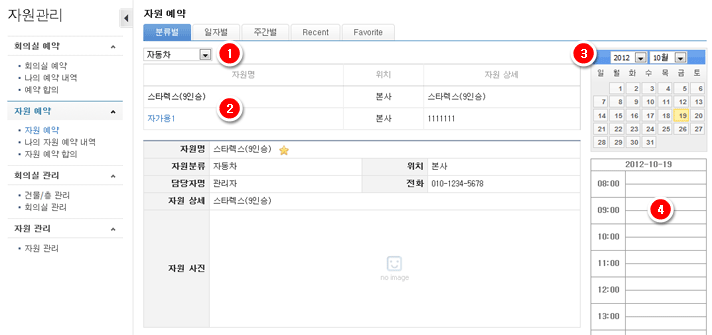 자원관리
회의실 예약
회의실 예약
나의 예약 내역
예약 합의
자원 예약
자원 예약
나의 자원 예약 내역
자원 예약 합의
회의실 관리
건물/층 관리
회의실 관리
자원 관리
자원 관리
자원 예약
분류별 일자별 주간별 Recent Favorite
자동차
1
자원명 위치 자원 상세
스타렉스(9인승) 본사 스타렉스(9인승)
2
자가용! 본사 1111111
자원명 스타렉스(9인승)
자원분류 자동차 위치 본사
담당자명 관리자 전화 010-1234-5678
자원 상세 스타렉스(9인승)
자원 사진
no image
3
2012 10월
일 월 화 수 목 금 토
1 2 3 4 5 6
7 8 9 10 11 12 13
14 15 16 17 18 19 20
21 22 23 24 25 26 27
28 29 30 31
2012-10-19
08:00
09:00
4
10:00
11:00
12:00
13:00